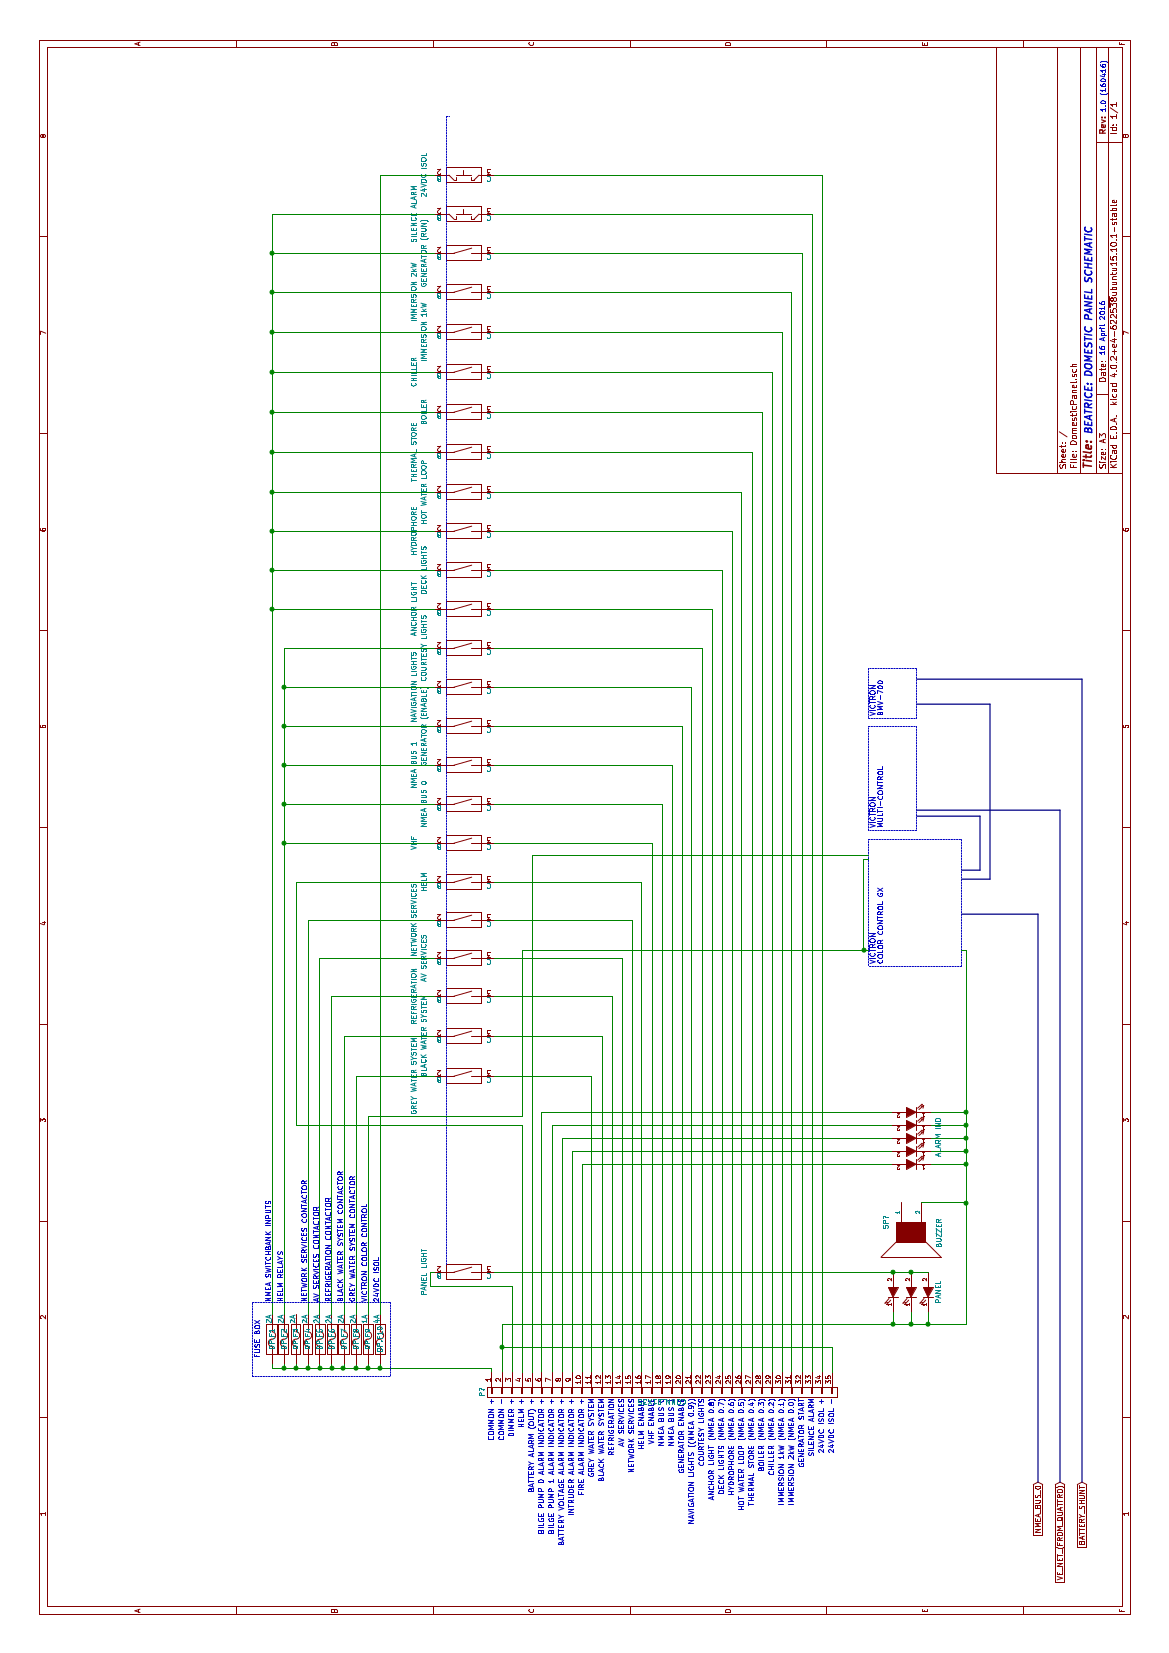 Sheet: /
File: DomesticPanel.sch
Title: BEATRICE: DOMESTIC PANEL SCHEMATIC
Size: A3
Date: 16 April 2016
Rev: 1.0 (160416)
KiCad E.D.A. kicad 4.0.2+e4-6225~38~ubuntu15.10.1-stable
Id: 1/1
24VDC ISOL
SILENCE ALARM
GENERATOR (RUN)
IMMERSION 2kW
IMMERSION 1kW
CHILLER
BOILER
THERMAL STORE
HOT WATER LOOP
HYDROPHORE
DECK LIGHTS
ANCHOR LIGHT
COURTESY LIGHTS
NAVIGATION LIGHTS
GENERATOR (ENABLE)
NMEA BUS 1
NMEA BUS 0
VHF
HELM
NETWORK SERVICES
AV SERVICES
REFRIGERATION
BLACK WATER SYSTEM
GREY WATER SYSTEM
PANEL LIGHT
VICTRON
BMV-700
VICTRON
MULTI-CONTROL
VICTRON
COLOR CONTROL GX
ALARM IND
SP?
BUZZER
PANEL
FUSE BOX
NMEA SWITCHBANK INPUTS
HELM RELAYS
NETWORK SERVICES CONTACTOR
AV SERVICES CONTACTOR
REFRIGERATION CONTACTOR
BLACK WATER SYSTEM CONTACTOR
GREY WATER SYSTEM CONTACTOR
VICTRON COLOR CONTROL
24VDC ISOL
P?
COMMON +
COMMON -
DIMMER +
HELM +
BATTERY ALARM (OUT) +
BILGE PUMP 0 ALARM INDICATOR +
BILGE PUMP 1 ALARM INDICATOR +
BATTERY VOLTAGE ALARM INDICATOR +
INTRUDER ALARM INDICATOR +
FIRE ALARM INDICATOR +
GREY WATER SYSTEM
BLACK WATER SYSTEM
REFRIGERATION
AV SERVICES
NETWORK SERVICES
HELM ENABLE
VHF ENABLE
NMEA BUS
NMEA BUS
GENERATOR ENABLE
NAVIGATION LIGHTS ((NMEA 0.9))
COURTESY LIGHTS
ANCHOR LIGHT (NMEA 0.8)
DECK LIGHTS (NMEA 0.7)
HYDROPHORE (NMEA 0.6)
HOT WATER LOOP (NMEA 0.5)
THERMAL STORE (NMEA 0.4)
BOILER (NMEA 0.3)
CHILLER (NMEA 0.2)
IMMERSION 1kW (NMEA 0.1)
IMMERSION 2kW (NMEA 0.0)
GENERATOR START
SILENCE ALARM
24VDC ISOL +
24VDC ISOL -
NMEA_BUS_0
VE_NET_(FROM_QUATTRO)
BATTERY_SHUNT